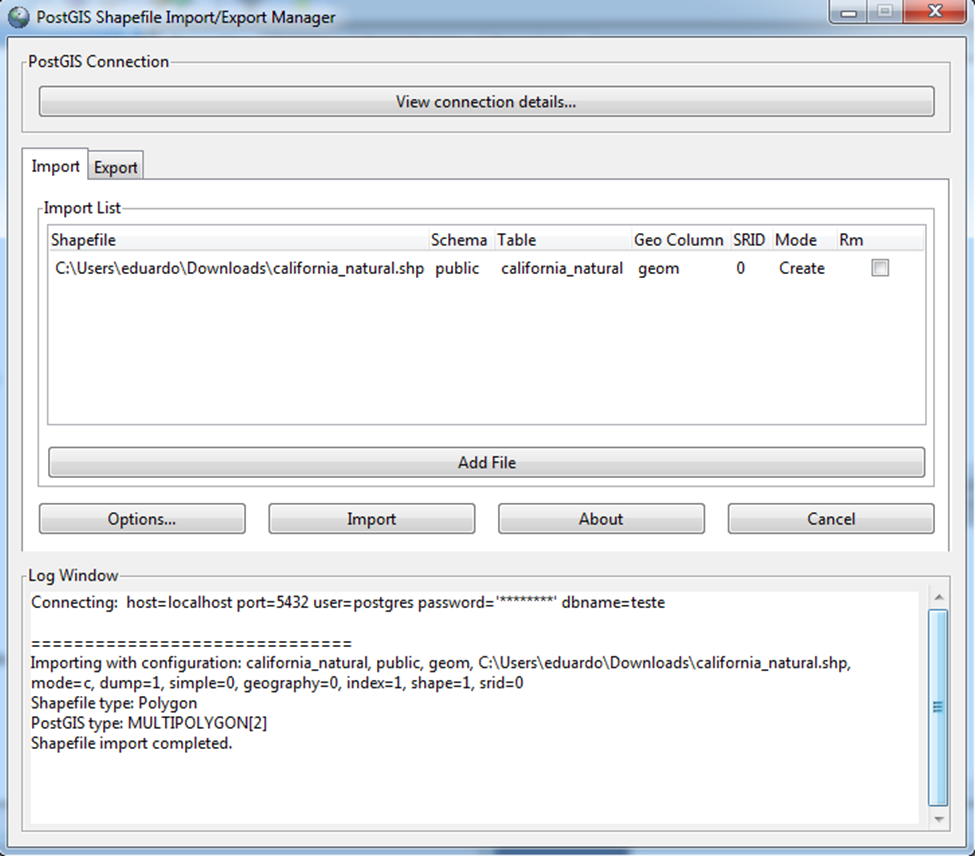 PostGIS Shapefile Import/Export Manager
PostGIS Connection
View connection details...
Import Export
Import List
Shapefile Schema Table Geo Column SRID Mode Rm
C:\Users\eduardo\Downloads\california_natural.shp public california_natural geom 0 Create
Add File
Options... Import About Cancel
Log Window
Connecting: host=localhost port=5432 user=postgres password='********' dbname=teste
==============================
Importing with configuration: california_natural, public, geom, C:\Users\eduardo\Downloads\california_natural.shp,
mode=c, dump=1, simple=0, geography=0, index=1, shape=1, srid=0
Shapefile type: Polygon
PostGIS type: MULTIPOLYGON[2]
Shapefile import completed.